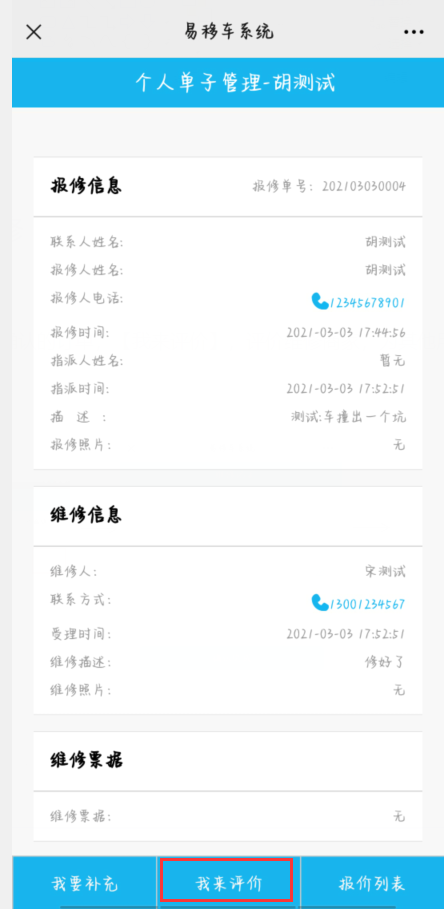 易移车系统
个人单子管理-胡测试
报修信息 报修单号: 202103030004
联系人姓名: 胡测试
报修人姓名: 胡测试
报修人电话: 12345678901
报修时间: 2021-03-03 17:44:56
指派人姓名: 暂无
指派时间: 2021-03-03 17:52:51
描 述 : 测试:车撞出一个坑
报修照片: 无
维修信息
维修人: 宋测试
联系方式: 13001234567
受理时间: 2021-03-03 17:52:51
维修描述: 修好了
维修照片: 无
维修票据
维修票据: 无
我要补充 我来评价 报价列表